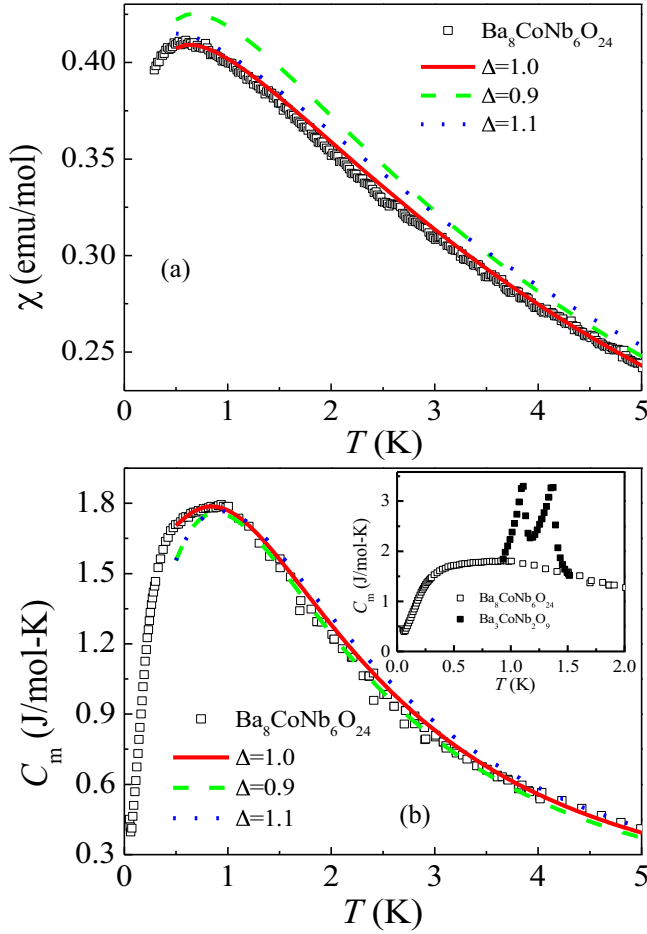 0.40
0.35
0.30
0.25
χ (emu/mol)
Ba₈CoNb₆O₂₄
Δ=1.0
Δ=0.9
Δ=1.1
(a)
0 1 2 3 4 5
T (K)
1.8
1.5
1.2
0.9
0.6
0.3
Cₘ (J/mol-K)
3
2
1
0
Cₘ (J/mol-K)
Ba₈CoNb₆O₂₄
Ba₃CoNb₂O₉
0.0 0.5 1.0 1.5 2.0
T (K)
Ba₈CoNb₆O₂₄
Δ=1.0
Δ=0.9
Δ=1.1
(b)
0 1 2 3 4 5
T (K)